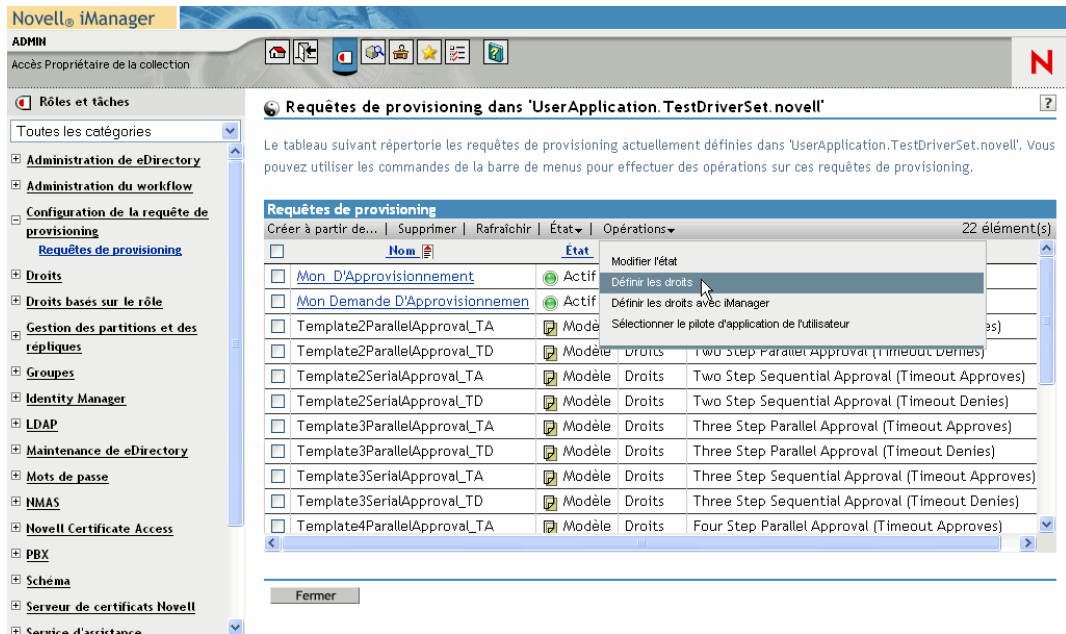 Novell® iManager
ADMIN
Accès Propriétaire de la collection
N
Rôles et tâches
Toutes les catégories
Administration de eDirectory
Administration du workflow
Configuration de la requête de
provisioning
Requêtes de provisioning
Droits
Droits basés sur le rôle
Gestion des partitions et des
répliques
Groupes
Identity Manager
LDAP
Maintenance de eDirectory
Mots de passe
NMAS
Novell Certificate Access
PBX
Schéma
Serveur de certificats Novell
Service d'assistance
Requêtes de provisioning dans 'UserApplication.TestDriverSet.novell'
?
Le tableau suivant répertorie les requêtes de provisioning actuellement définies dans 'UserApplication.TestDriverSet.novell'. Vous
pouvez utiliser les commandes de la barre de menus pour effectuer des opérations sur ces requêtes de provisioning.
Requêtes de provisioning
Créer à partir de... | Supprimer | Rafraîchir | État | Opérations 22 élément(s)
Nom État
Modifier l'état
Définir les droits
Définir les droits avec iManager
Sélectionner le pilote d'application de l'utilisateur
Mon D'Approvisionnement Actif
Mon Demande D'Approvisionnemen Actif
Template2ParallelApproval_TA Modè es)
Template2ParallelApproval_TD Modèle Droits Two Step Parallel Approval (Timeout Denies)
Template2SerialApproval_TA Modèle Droits Two Step Sequential Approval (Timeout Approves)
Template2SerialApproval_TD Modèle Droits Two Step Sequential Approval (Timeout Denies)
Template3ParallelApproval_TA Modèle Droits Three Step Parallel Approval (Timeout Approves)
Template3ParallelApproval_TD Modèle Droits Three Step Parallel Approval (Timeout Denies)
Template3SerialApproval_TA Modèle Droits Three Step Sequential Approval (Timeout Approves)
Template3SerialApproval_TD Modèle Droits Three Step Sequential Approval (Timeout Denies)
Template4ParallelApproval_TA Modèle Droits Four Step Parallel Approval (Timeout Approves)
Fermer